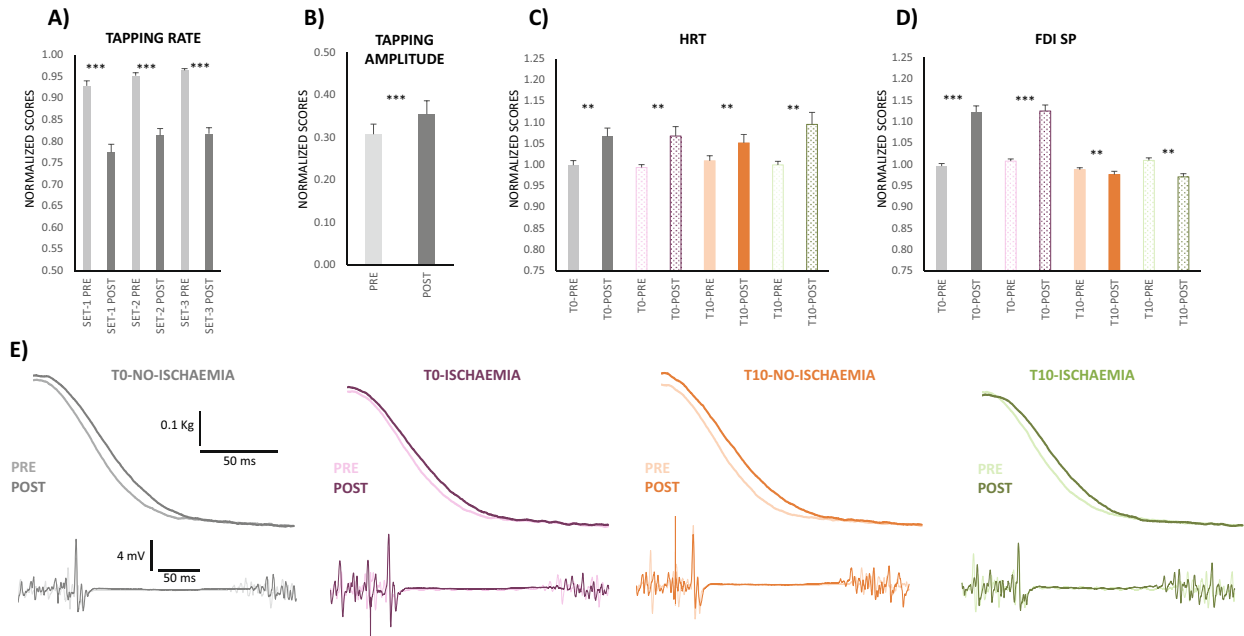 A)
TAPPING RATE
NORMALIZED SCORES
1.00
0.95
0.90
0.85
0.80
0.75
0.70
0.65
0.60
0.55
0.50
***
***
***
SET-1 PRE
SET-1 POST
SET-2 PRE
SET-2 POST
SET-3 PRE
SET-3 POST
B)
TAPPING
AMPLITUDE
NORMALIZED SCORES
0.50
0.40
0.30
0.20
0.10
0.00
***
PRE
POST
C)
HRT
NORMALIZED SCORES
1.25
1.20
1.15
1.10
1.05
1.00
0.95
0.90
0.85
0.80
0.75
**
**
**
**
T0-PRE
T0-POST
T0-PRE
T0-POST
T10-PRE
T10-POST
T10-PRE
T10-POST
D)
FDI SP
NORMALIZED SCORES
1.25
1.20
1.15
1.10
1.05
1.00
0.95
0.90
0.85
0.80
0.75
***
***
**
**
T0-PRE
T0-POST
T0-PRE
T0-POST
T10-PRE
T10-POST
T10-PRE
T10-POST
E)
T0-NO-ISCHAEMIA
0.1 Kg
50 ms
PRE
POST
4 mV
50 ms
T0-ISCHAEMIA
PRE
POST
T10-NO-ISCHAEMIA
PRE
POST
T10-ISCHAEMIA
PRE
POST